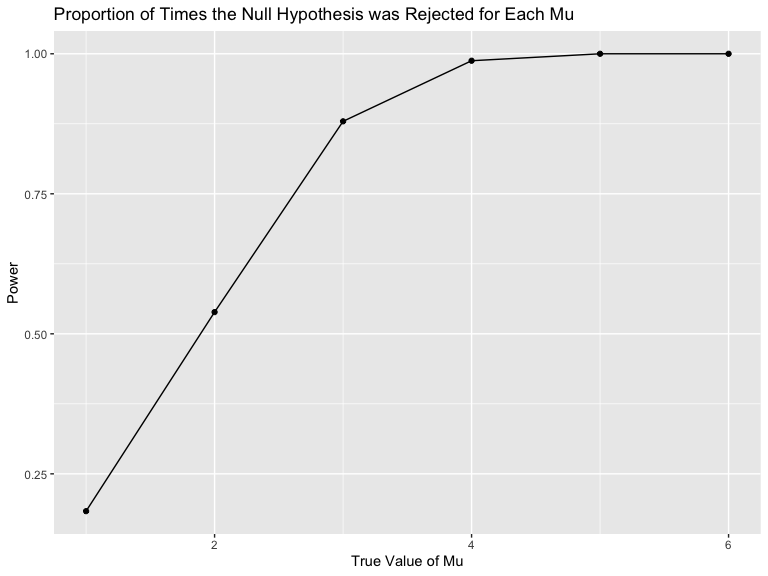 Proportion of Times the Null Hypothesis was Rejected for Each Mu
1.00
0.75
0.50
0.25
Power
2 4 6
True Value of Mu